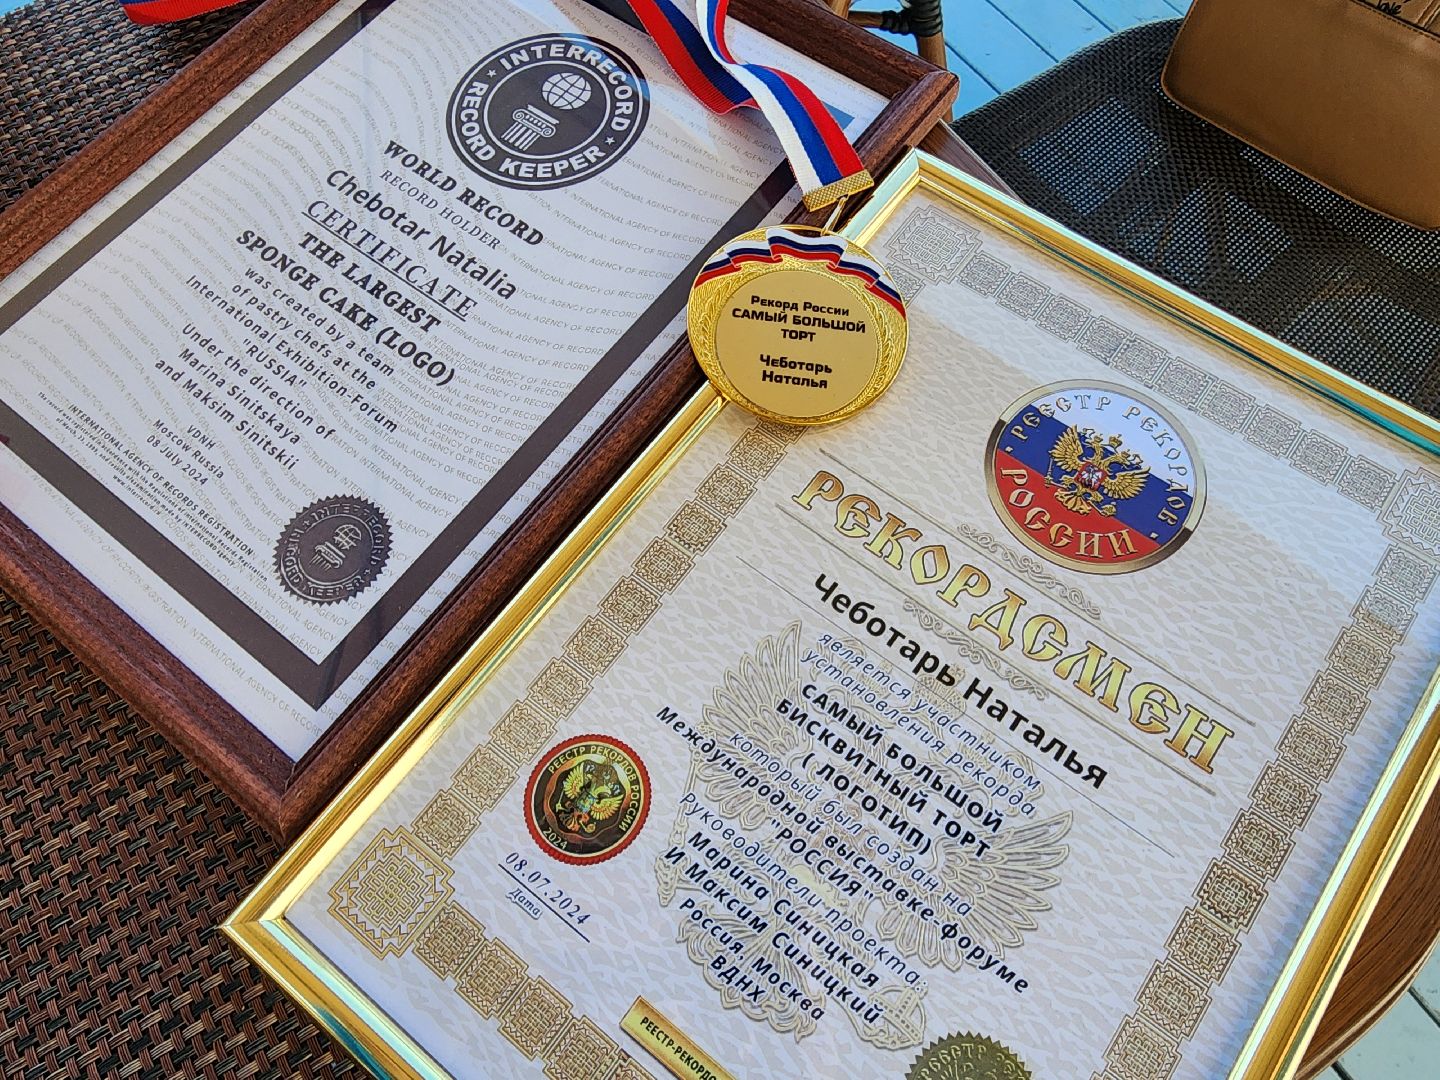 INTERRECORD
RECORD KEEPER
WORLD RECORD
RECORD HOLDER
Chebotar Natalia
CERTIFICATE
THE LARGEST
SPONGE CAKE (LOGO)
was created by a team
of pastry chefs at the
International Exhibition-Forum
"RUSSIA"
Under the direction of
Marina Sinitskaya
and Maksim Sinitskii
VDNH
Moscow Russia
08 July 2024
INTERNATIONAL AGENCY OF RECORDS REGISTRATION
Рекорд России
САМЫЙ БОЛЬШОЙ
ТОРТ
Чеботарь
Наталья
РЕЕСТР РЕКОРДОВ
РОССИИ
РЕКОРДСМЕН
Чеботарь Наталья
является участником
установления рекорда
САМЫЙ БОЛЬШОЙ
БИСКВИТНЫЙ ТОРТ
( ЛОГОТИП)
который был создан на
Международной выставке-форуме
"РОССИЯ"
Руководители проекта:
Марина Синицкая
И Максим Синицкий
Россия, Москва
ВДНХ
РЕЕСТР РЕКОРДОВ РОССИИ
2024
08.07.2024
Дата